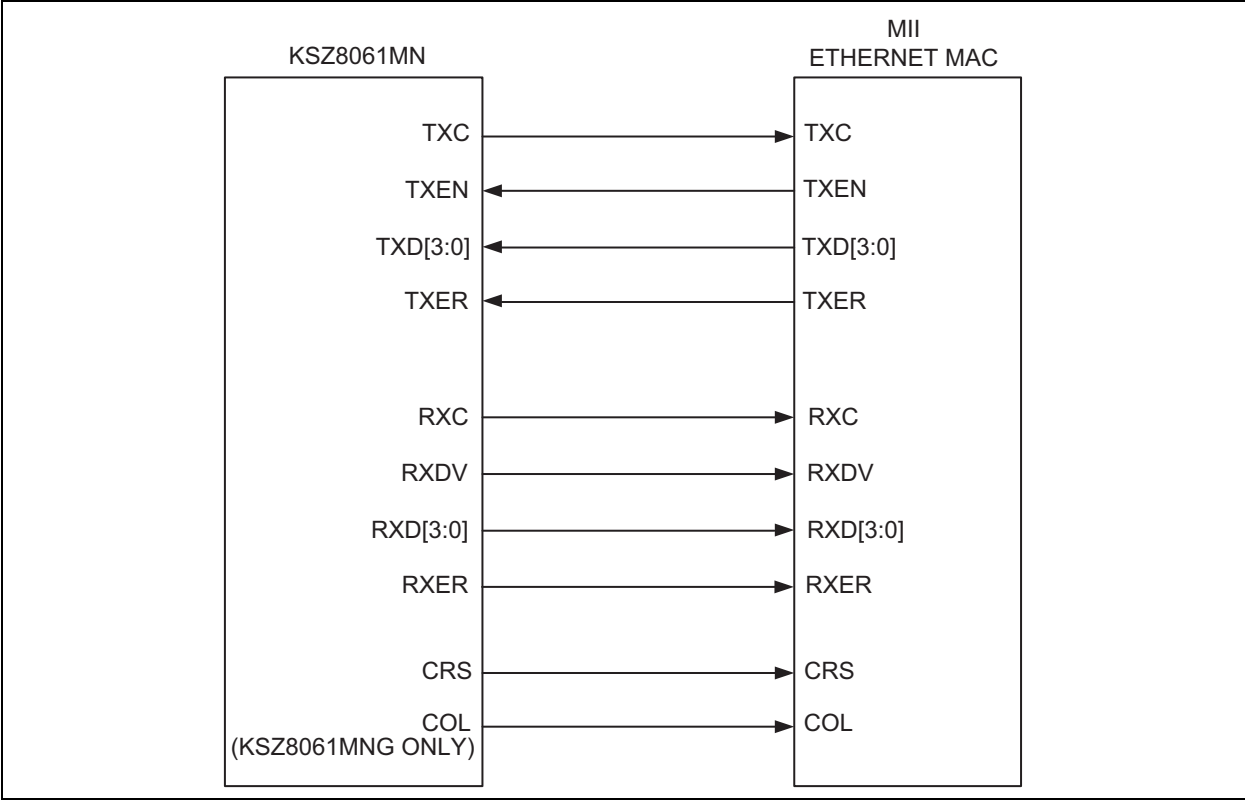 KSZ8061MN
MII
ETHERNET MAC
TXC
TXC
TXEN
TXEN
TXD[3:0]
TXD[3:0]
TXER
TXER
RXC
RXC
RXDV
RXDV
RXD[3:0]
RXD[3:0]
RXER
RXER
CRS
CRS
COL
COL
(KSZ8061MNG ONLY)